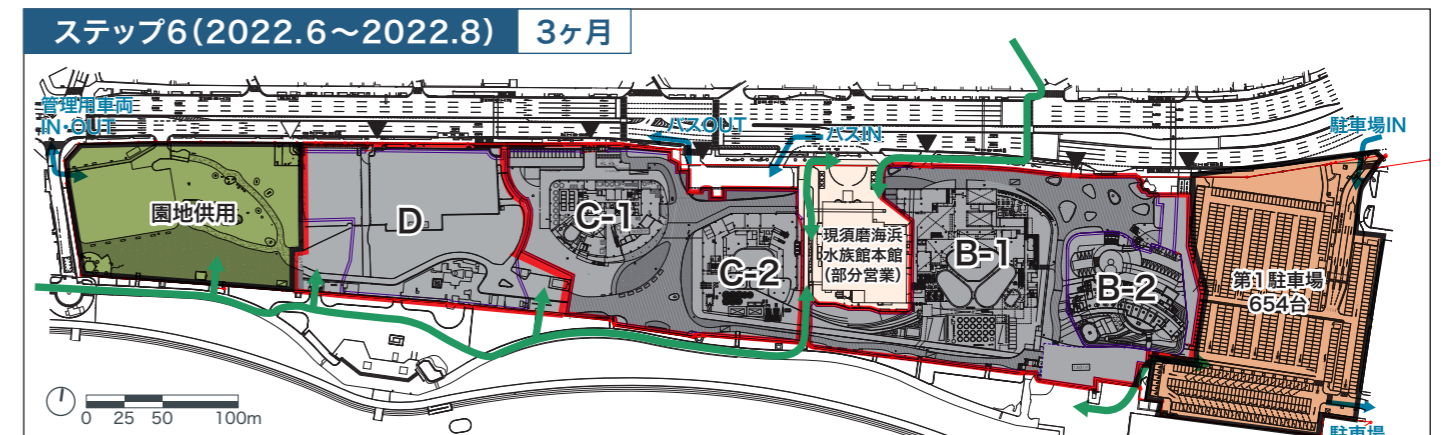 ステップ6(2022.6～2022.8) 3ヶ月
管理用車両
IN・OUT
バスOUT
バスIN
駐車場IN
園地供用
D
C-1
C-2
現須磨海浜
水族館本館
(部分営業)
B-1
B-2
第1駐車場
654台
0 25 50 100m
駐車場